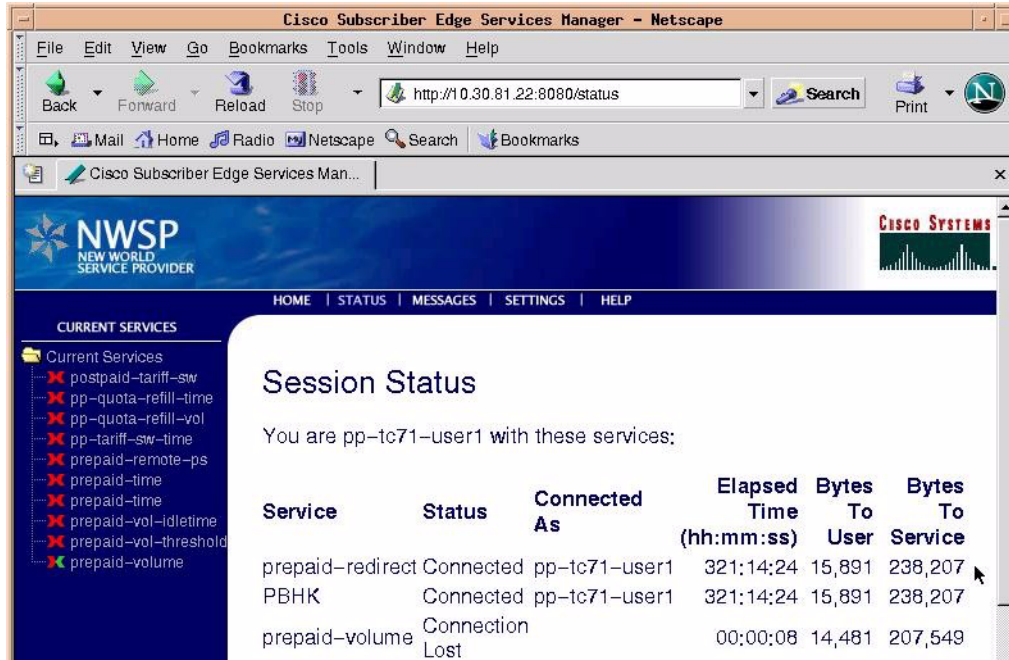 Cisco Subscriber Edge Services Manager - Netscape
File Edit View Go Bookmarks Tools Window Help
Back Forward Reload Stop http://10.30.81.22:8080/status Search Print N
Mail Home Radio Netscape Search Bookmarks
Cisco Subscriber Edge Services Man...
NWSP
NEW WORLD
SERVICE PROVIDER
CISCO SYSTEMS
HOME | STATUS | MESSAGES | SETTINGS | HELP
CURRENT SERVICES
Current Services
postpaid-tariff-sw
pp-quota-refill-time
pp-quota-refill-vol
pp-tariff-sw-time
prepaid-remote-ps
prepaid-time
prepaid-time
prepaid-vol-idletime
prepaid-vol-threshold
prepaid-volume
Session Status
You are pp-tc71-user1 with these services:
Service Status Connected As Elapsed Time (hh:mm:ss) Bytes To User Bytes To Service
prepaid-redirect Connected pp-tc71-user1 321:14:24 15,891 238,207
PBHK Connected pp-tc71-user1 321:14:24 15,891 238,207
prepaid-volume Connection Lost 00:00:08 14,481 207,549